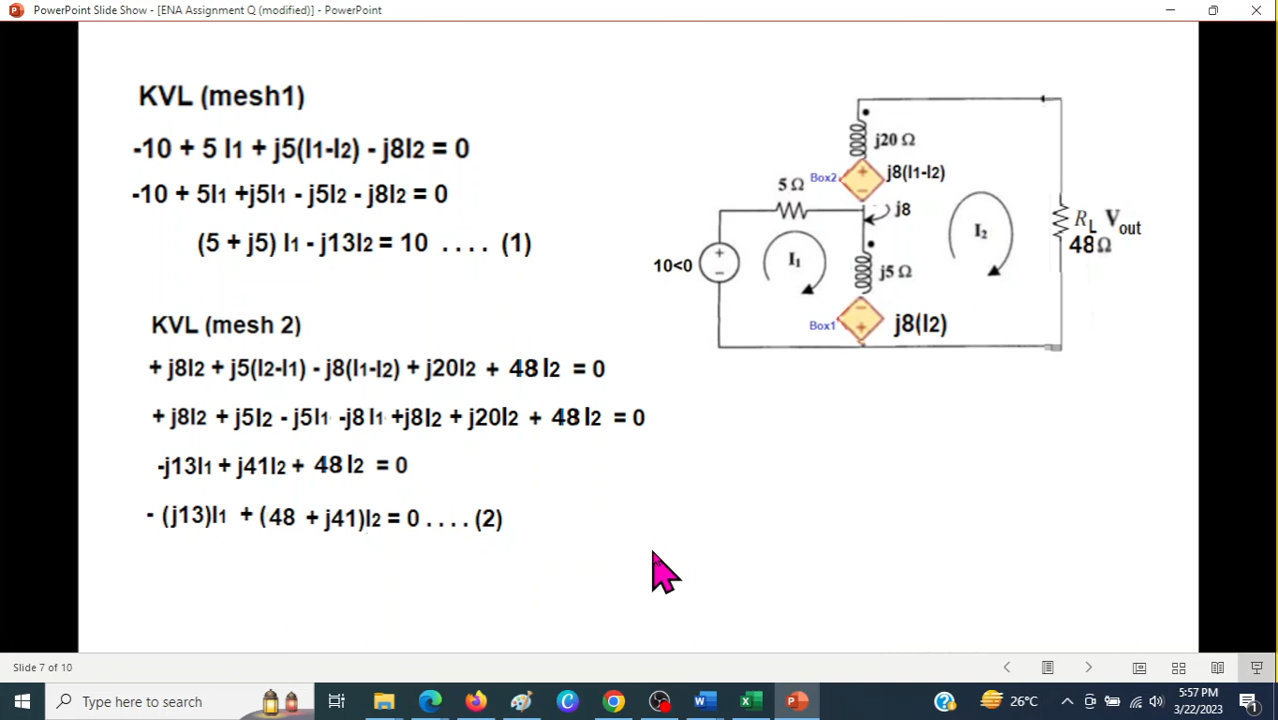 PowerPoint Slide Show - [ENA Assignment Q (modified)] - PowerPoint
KVL (mesh1)
-10 + 5 I1 + j5(I1-I2) - j8I2 = 0
-10 + 5I1 +j5I1 - j5I2 - j8I2 = 0
(5 + j5) I1 - j13I2 = 10 . . . . (1)
KVL (mesh 2)
+ j8I2 + j5(I2-I1) - j8(I1-I2) + j20I2 + 48 I2 = 0
+ j8I2 + j5I2 - j5I1 -j8 I1 +j8I2 + j20I2 + 48 I2 = 0
-j13I1 + j41I2 + 48 I2 = 0
- (j13)I1 + (48 + j41)I2 = 0 . . . . (2)
j20 Ω
Box2
j8(I1-I2)
5 Ω
j8
10<0
I1
I2
RL Vout
48Ω
j5 Ω
Box1
j8(I2)
Slide 7 of 10
Type here to search
26°C
5:57 PM
3/22/2023
1